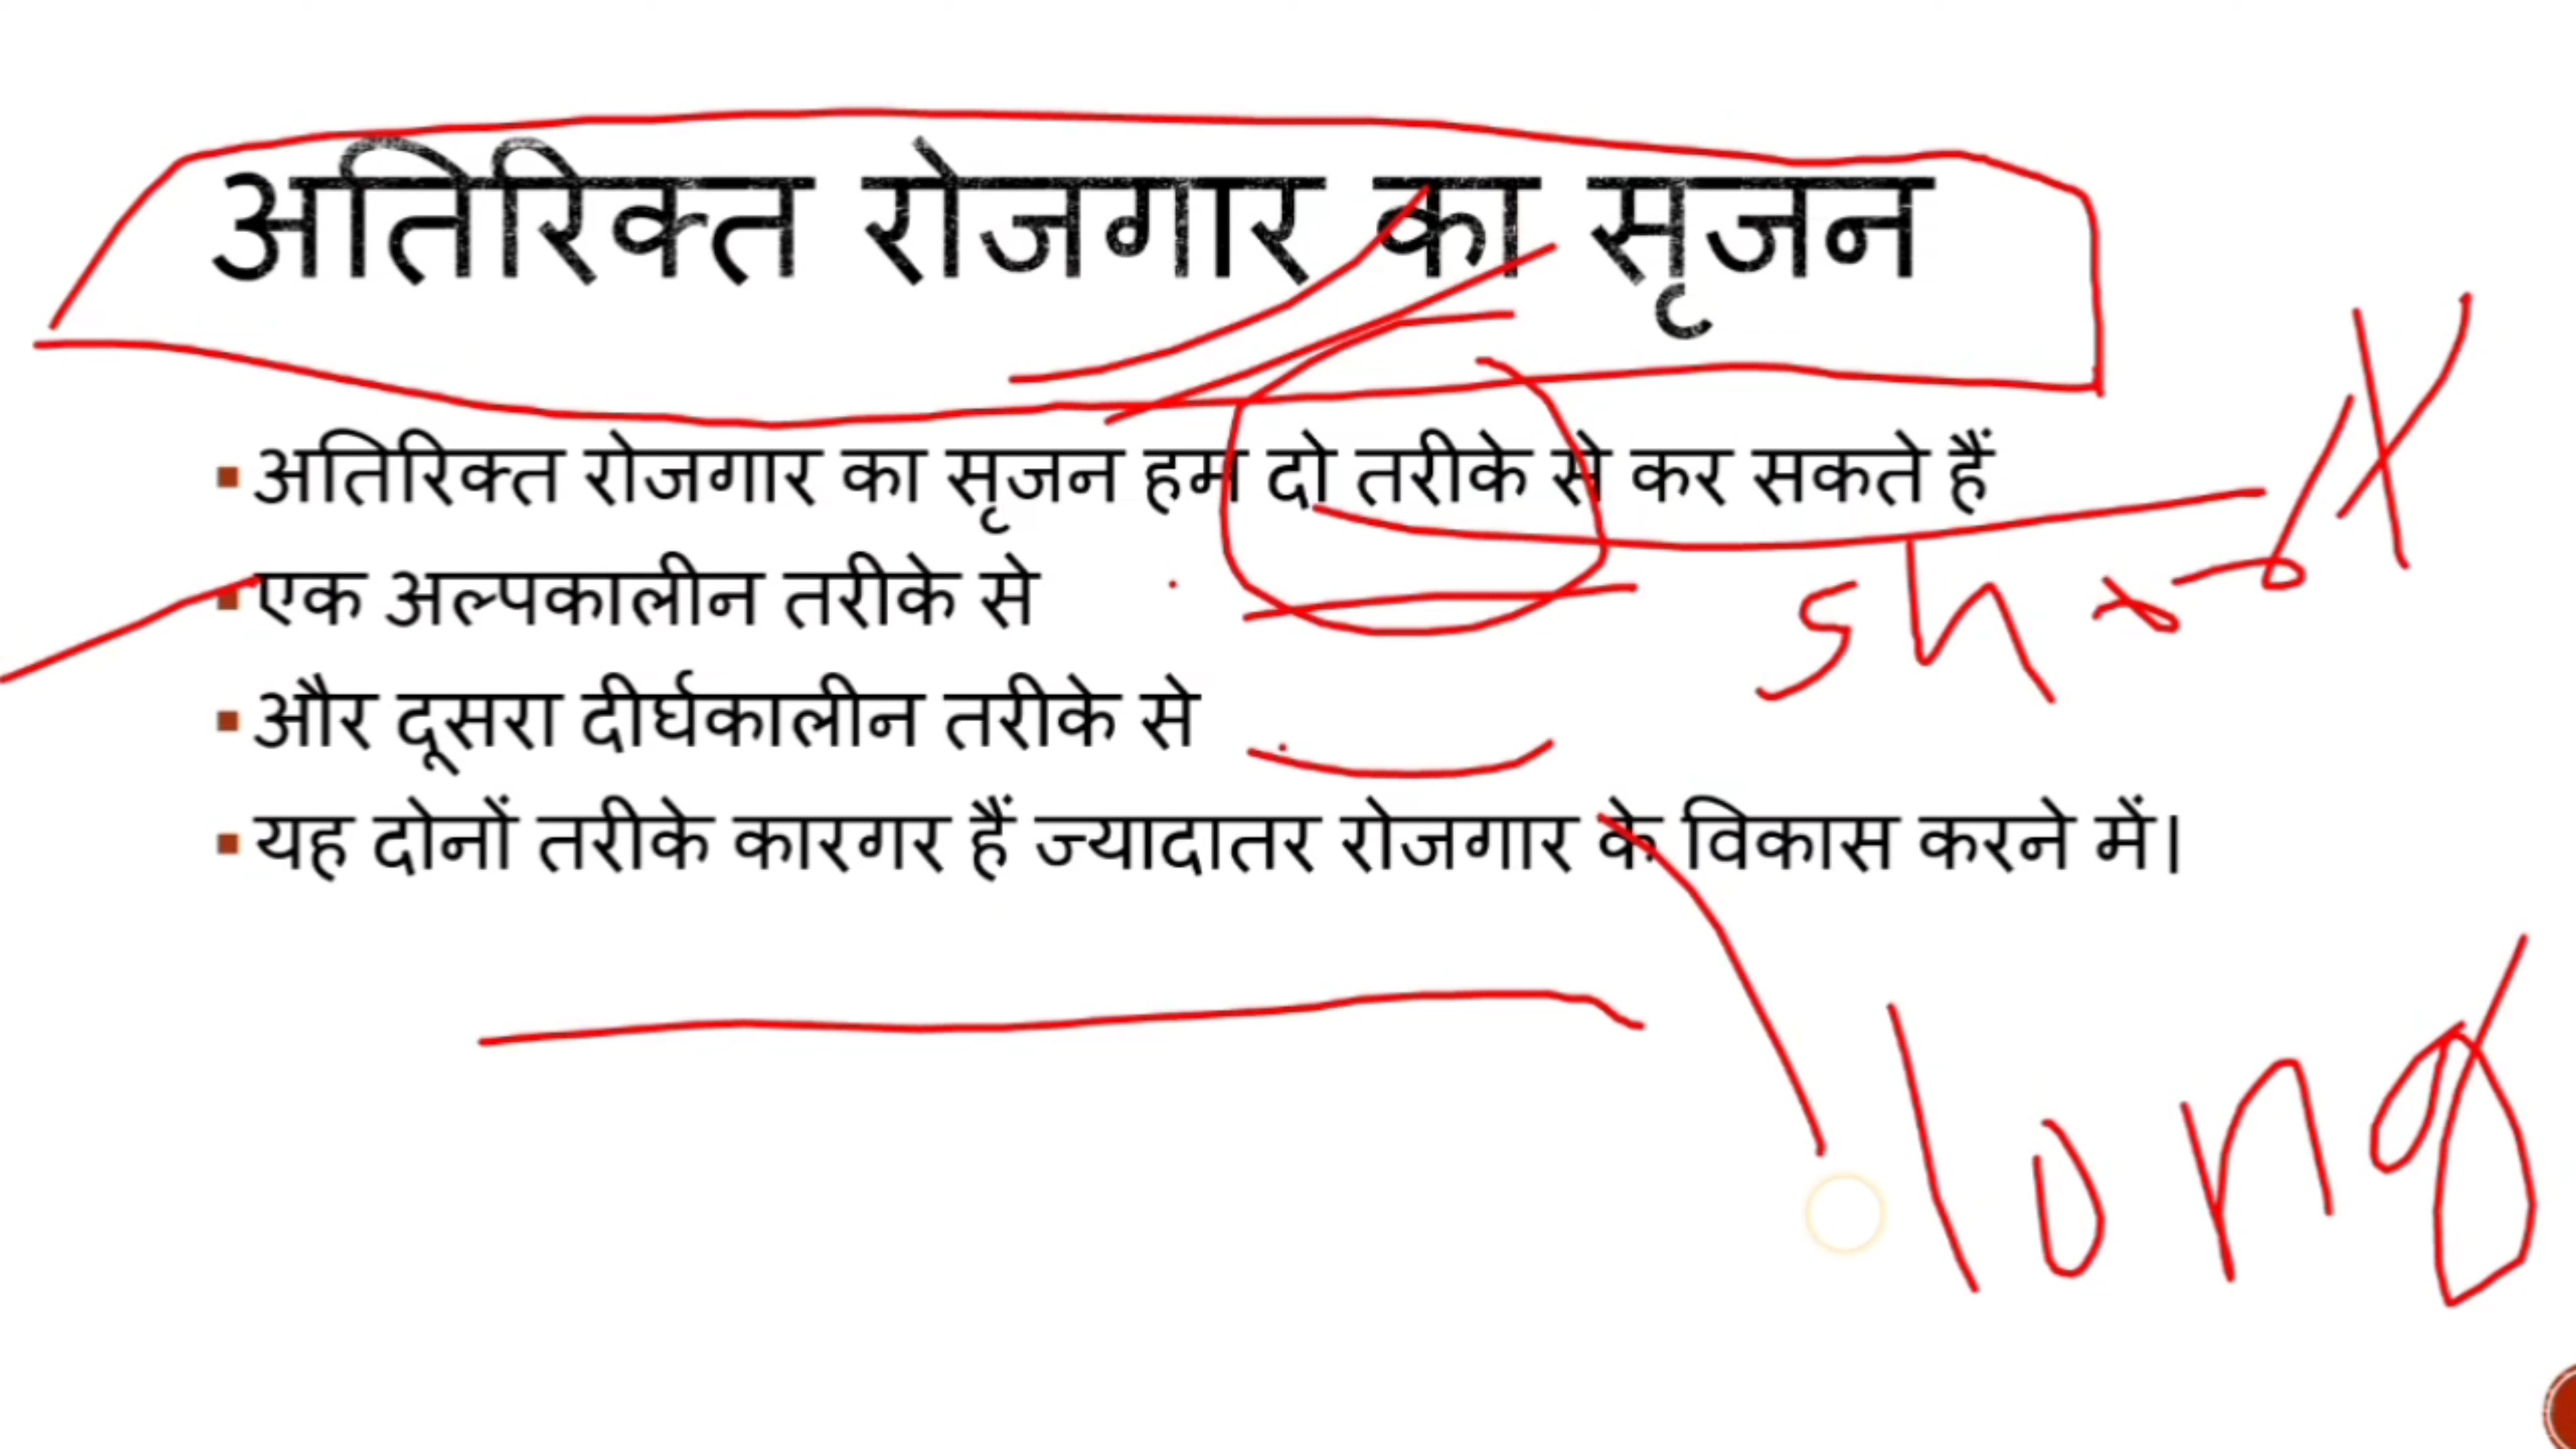 अतिरिक्त रोजगार का सृजन
अतिरिक्त रोजगार का सृजन हम दो तरीके से कर सकते हैं
एक अल्पकालीन तरीके से
और दूसरा दीर्घकालीन तरीके से
यह दोनों तरीके कारगर हैं ज्यादातर रोजगार के विकास करने में।
long